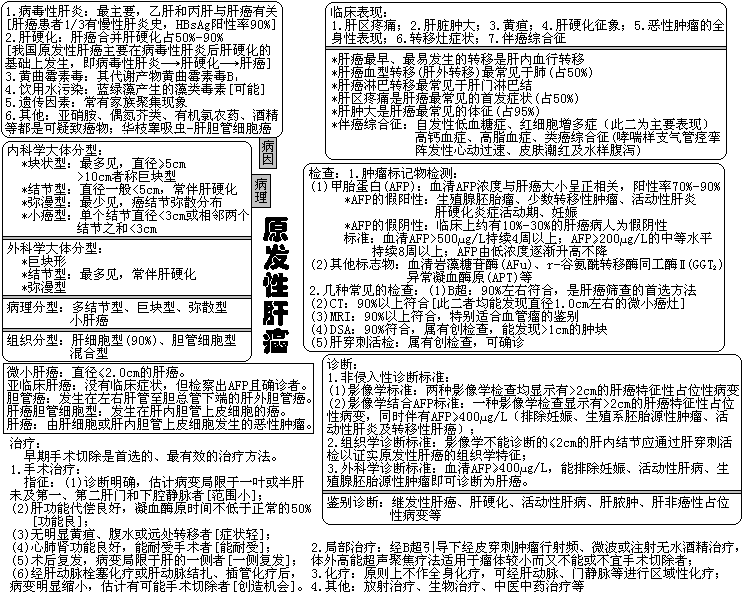 1.病毒性肝炎：最主要，乙肝和丙肝与肝癌有关
[肝癌患者1/3有慢性肝炎史，HBsAg阳性率90%]
2.肝硬化：肝癌合并肝硬化占50%-90%
[我国原发性肝癌主要在病毒性肝炎后肝硬化的
基础上发生，即病毒性肝炎→肝硬化→肝癌]
3.黄曲霉素毒：其代谢产物黄曲霉素毒B₁
4.饮用水污染：蓝绿藻产生的藻类毒素[可能]
5.遗传因素：常有家族聚集现象
6.其他：亚硝胺、偶氮芥类、有机氯农药、酒精
等都是可疑致癌物；华枝睾吸虫-肝胆管细胞癌
病因
病理
内科学大体分型：
*块状型：最多见，直径>5cm
>10cm者称巨块型
*结节型：直径一般<5cm，常伴肝硬化
*弥漫型：最少见，癌结节弥散分布
*小癌型：单个结节直径<3cm或相邻两个
结节之和<3cm
外科学大体分型：
*巨块形
*结节型：最多见，常伴肝硬化
*弥漫型
病理分型：多结节型、巨块型、弥散型
小肝癌
组织分型：肝细胞型(90%)、胆管细胞型
混合型
原发性肝癌
微小肝癌：直径<2.0cm的肝癌。
亚临床肝癌：没有临床症状，但检察出AFP且确诊者。
胆管癌：发生在左右肝管至胆总管下端的肝外胆管癌。
肝癌胆管细胞型：发生在肝内胆管上皮细胞的癌。
肝癌：由肝细胞或肝内胆管上皮细胞发生的恶性肿瘤。
治疗：
早期手术切除是首选的、最有效的治疗方法。
1.手术治疗：
指征：(1)诊断明确，估计病变局限于一叶或半肝
未及第一、第二肝门和下腔静脉者[范围小]；
(2)肝功能代偿良好，凝血酶原时间不低于正常的50%
[功能良]；
(3)无明显黄疸、腹水或远处转移者[症状轻]；
(4)心肺肾功能良好，能耐受手术者[能耐受]；
(5)术后复发，病变局限于肝的一侧者[一侧复发]；
(6)经肝动脉栓塞化疗或肝动脉结扎、插管化疗后，
病变明显缩小，估计有可能手术切除者[创造机会]。
临床表现：
1.肝区疼痛；2.肝脏肿大；3.黄疸；4.肝硬化征象；5.恶性肿瘤的全
身性表现；6.转移灶症状；7.伴癌综合征
*肝癌最早、最易发生的转移是肝内血行转移
*肝癌血型转移(肝外转移)最常见于肺(占50%)
*肝癌淋巴转移最常见于肝门淋巴结
*肝区疼痛是肝癌最常见的首发症状(占50%)
*肝肿大是肝癌最常见的体征(占95%)
*伴癌综合征：自发性低血糖症、红细胞增多症（此二为主要表现）
高钙血症、高脂血症、类癌综合征(哮喘样支气管痉挛
阵发性心动过速、皮肤潮红及水样腹泻)
检查：1.肿瘤标记物检测：
(1)甲胎蛋白(AFP)：血清AFP浓度与肝癌大小呈正相关，阳性率70%-90%
*AFP的假阳性：生殖腺胚胎瘤、少数转移性肿瘤、活动性肝炎
肝硬化炎症活动期、妊娠
*AFP的假阴性：临床上约有10%-30%的肝癌病人为假阴性
标准：血清AFP>500μg/L持续4周以上；AFP≥200μg/L的中等水平
持续8周以上；AFP由低浓度逐渐升高不降
(2)其他标志物：血清岩藻糖苷酶(AFu)、r-谷氨酰转移酶同工酶Ⅱ(GGT₂)
异常凝血酶原(APT)等
2.几种常见的检查：(1)B超：90%左右符合，是肝癌筛查的首选方法
(2)CT：90%以上符合[此二者均能发现直径1.0cm左右的微小癌灶]
(3)MRI：90%以上符合，特别适合血管瘤的鉴别
(4)DSA：90%符合，属有创检查，能发现>1cm的肿块
(5)肝穿刺活检：属有创检查，可确诊
诊断：
1.非侵入性诊断标准：
(1)影像学标准：两种影像学检查均显示有>2cm的肝癌特征性占位性病变
(2)影像学结合AFP标准：一种影像学检查显示有>2cm的肝癌特征性占位
性病变，同时伴有AFP>400μg/L（排除妊娠、生殖系胚胎源性肿瘤、活
动性肝炎及转移性肝癌）；
2.组织学诊断标准：影像学不能诊断的<2cm的肝内结节应通过肝穿刺活
检以证实原发性肝癌的组织学特征；
3.外科学诊断标准：血清AFP>400μg/L，能排除妊娠、活动性肝病、生
殖腺胚胎源性肿瘤即可诊断为肝癌。
鉴别诊断：继发性肝癌、肝硬化、活动性肝病、肝脓肿、肝非癌性占位
性病变等
2.局部治疗：经B超引导下经皮穿刺肿瘤行射频、微波或注射无水酒精治疗，
体外高能超声聚焦疗法适用于瘤体较小而又不能或不宜手术切除者；
3.化疗：原则上不作全身化疗，可经肝动脉、门静脉等进行区域性化疗；
4.其他：放射治疗、生物治疗、中医中药治疗等